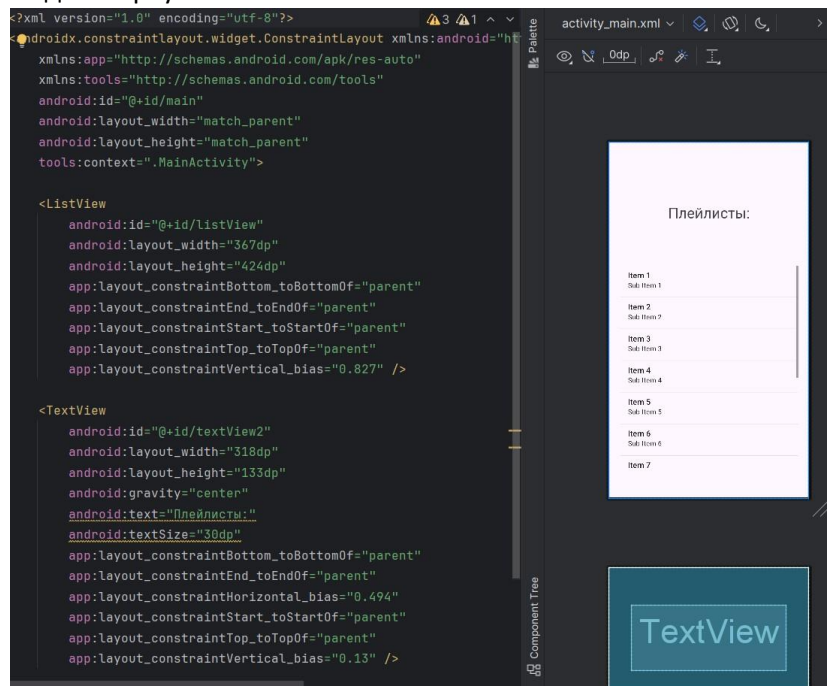 <?xml version="1.0" encoding="utf-8"?>
3 1
<androidx.constraintlayout.widget.ConstraintLayout xmlns:android="ht
xmlns:app="http://schemas.android.com/apk/res-auto"
xmlns:tools="http://schemas.android.com/tools"
android:id="@+id/main"
android:layout_width="match_parent"
android:layout_height="match_parent"
tools:context=".MainActivity">
<ListView
android:id="@+id/listView"
android:layout_width="367dp"
android:layout_height="424dp"
app:layout_constraintBottom_toBottomOf="parent"
app:layout_constraintEnd_toEndOf="parent"
app:layout_constraintStart_toStartOf="parent"
app:layout_constraintTop_toTopOf="parent"
app:layout_constraintVertical_bias="0.827" />
<TextView
android:id="@+id/textView2"
android:layout_width="318dp"
android:layout_height="133dp"
android:gravity="center"
android:text="Плейлисты:"
android:textSize="30dp"
app:layout_constraintBottom_toBottomOf="parent"
app:layout_constraintEnd_toEndOf="parent"
app:layout_constraintHorizontal_bias="0.494"
app:layout_constraintStart_toStartOf="parent"
app:layout_constraintTop_toTopOf="parent"
app:layout_constraintVertical_bias="0.13" />
Palette
Component Tree
activity_main.xml
0dp
Плейлисты:
Item 1
Sub Item 1
Item 2
Sub Item 2
Item 3
Sub Item 3
Item 4
Sub Item 4
Item 5
Sub Item 5
Item 6
Sub Item 6
Item 7
TextView